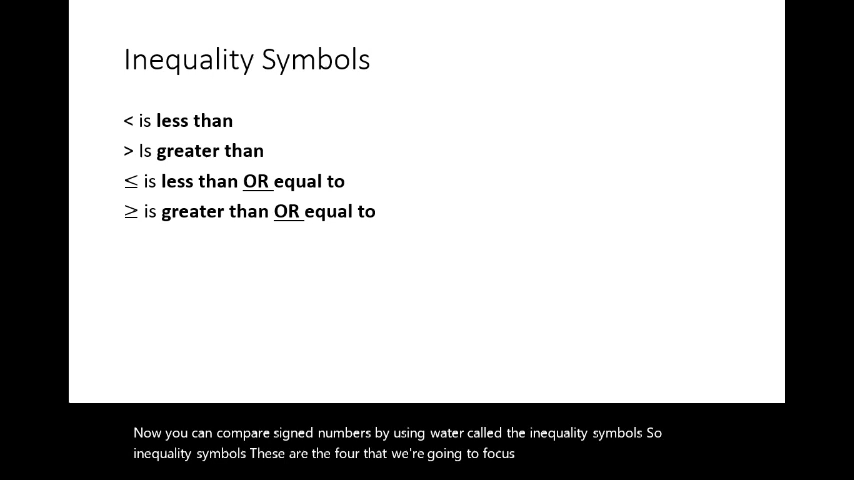 Inequality Symbols
< is less than
> Is greater than
≤ is less than OR equal to
≥ is greater than OR equal to
Now you can compare signed numbers by using water called the inequality symbols So
inequality symbols These are the four that we're going to focus